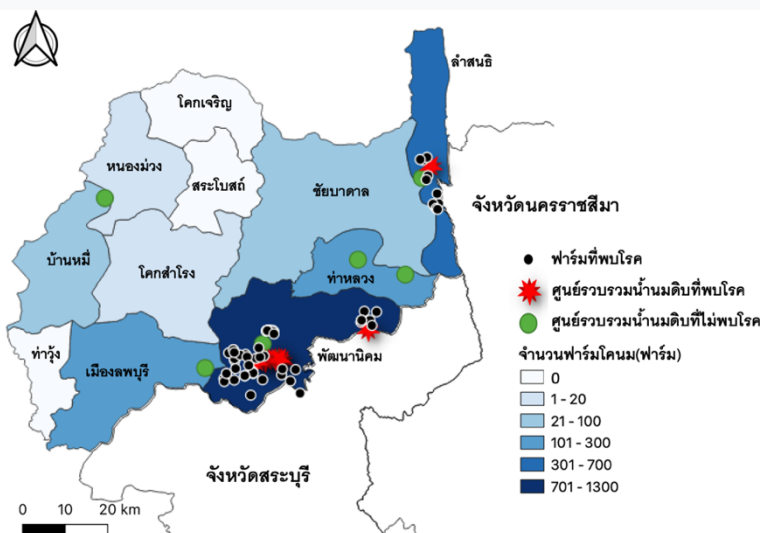 ลำสนธิ
โคกเจริญ
หนองม่วง
สระโบสถ์
ชัยบาดาล
จังหวัดนครราชสีมา
บ้านหมี่
โคกสำโรง
ท่าหลวง
ฟาร์มที่พบโรค
ศูนย์รวบรวมน้ำนมดิบที่พบโรค
ศูนย์รวบรวมน้ำนมดิบที่ไม่พบโรค
ท่าวุ้ง
เมืองลพบุรี
พัฒนานิคม
จำนวนฟาร์มโคนม(ฟาร์ม)
0
1 - 20
21 - 100
101 - 300
301 - 700
701 - 1300
จังหวัดสระบุรี
0 10 20 km